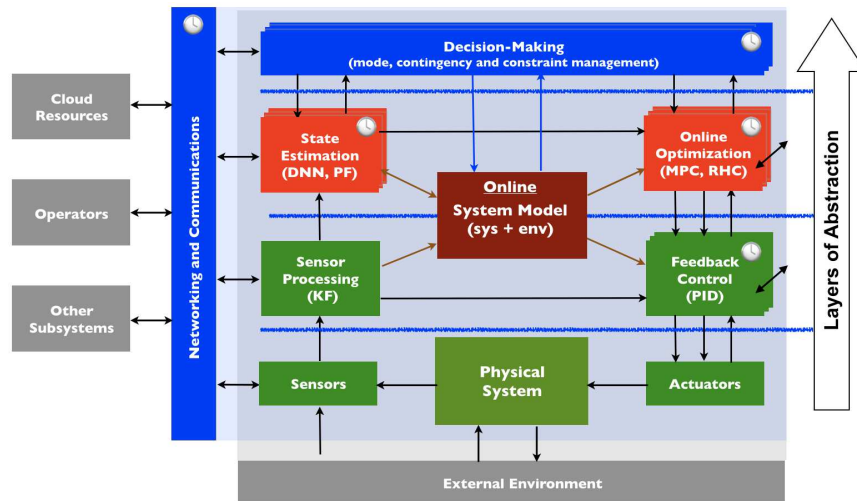 Decision-Making
(mode, contingency and constraint management)
Cloud
Resources
Operators
Other
Subsystems
Networking and Communications
State
Estimation
(DNN, PF)
Online
System Model
(sys + env)
Online
Optimization
(MPC, RHC)
Sensor
Processing
(KF)
Feedback
Control
(PID)
Sensors
Physical
System
Actuators
External Environment
Layers of Abstraction